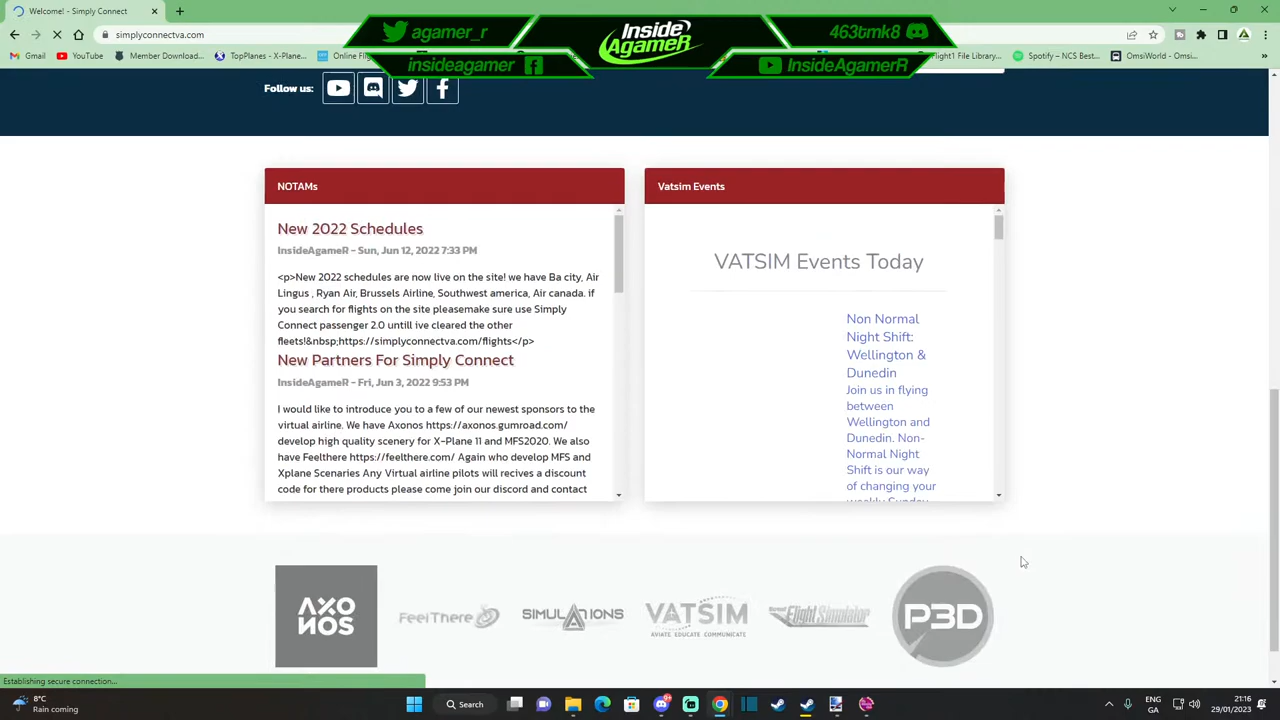 Welcome - Simply Connect
simplyconnectva.com
Gmail
YouTube
TopPlanes - X-Plane...
Online Fli
light1 File Library...
Spotify – NCS Best...
OmsiWorld - Omsi...
agamer_r
Inside
AgameR
463tmk8
insideagamer
InsideAgamerR
Follow us:
NOTAMs
New 2022 Schedules
InsideAgameR - Sun, Jun 12, 2022 7:33 PM
<p>New 2022 schedules are now live on the site! we have Ba city, Air
Lingus , Ryan Air, Brussels Airline, Southwest america, Air canada. if
you search for flights on the site pleasemake sure use Simply
Connect passenger 2.0 untill ive cleared the other
fleets!&nbsp;https://simplyconnectva.com/flights</p>
New Partners For Simply Connect
InsideAgameR - Fri, Jun 3, 2022 9:53 PM
I would like to introduce you to a few of our newest sponsors to the
virtual airline. We have Axonos https://axonos.gumroad.com/
develop high quality scenery for X-Plane 11 and MFS2020. We also
have Feelthere https://feelthere.com/ Again who develop MFS and
Xplane Scenaries Any Virtual airline pilots will recives a discount
code for there products please come join our discord and contact
Vatsim Events
VATSIM Events Today
Non Normal
Night Shift:
Wellington &
Dunedin
Join us in flying
between
Wellington and
Dunedin. Non-
Normal Night
Shift is our way
of changing your
weekly Sunday
AXO
NOS
FEELTHERE
SIMULATIONS
VATSIM
AVIATE EDUCATE COMMUNICATE
Flight Simulator
P3D
Establishing secure connection...
8°C
Rain coming
Search
ENG
GA
21:16
29/01/2023